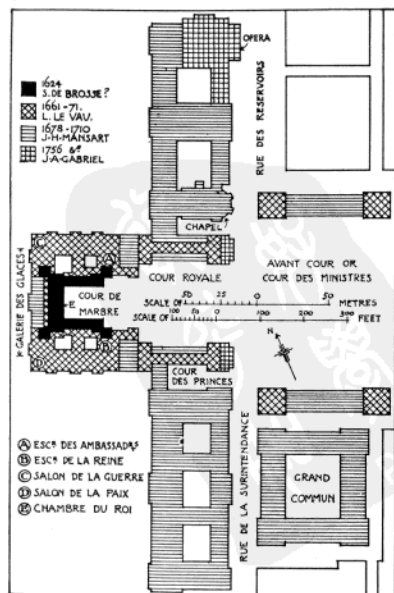 OPERA
1624
S. DE BROSSE?
1661-71.
L. LE VAU.
1678-1710
J-H-MANSART
1756 &c
J-A-GABRIEL
RUE DES RESERVOIRS
CHAPEL
GALERIE DES GLACES
C
A
E
COUR DE
MARBRE
B
D
COUR ROYALE
AVANT COUR OR
COUR DES MINISTRES
SCALE OF 50 25 0 50 METRES
SCALE OF 100 50 0 100 200 300 FEET
N
COUR
DES PRINCES
RUE DE LA SURINTENDANCE
GRAND
COMMUN
A ESCR DES AMBASSADRS
B ESCR DE LA REINE
C SALON DE LA GUERRE
D SALON DE LA PAIX
E CHAMBRE DU ROI